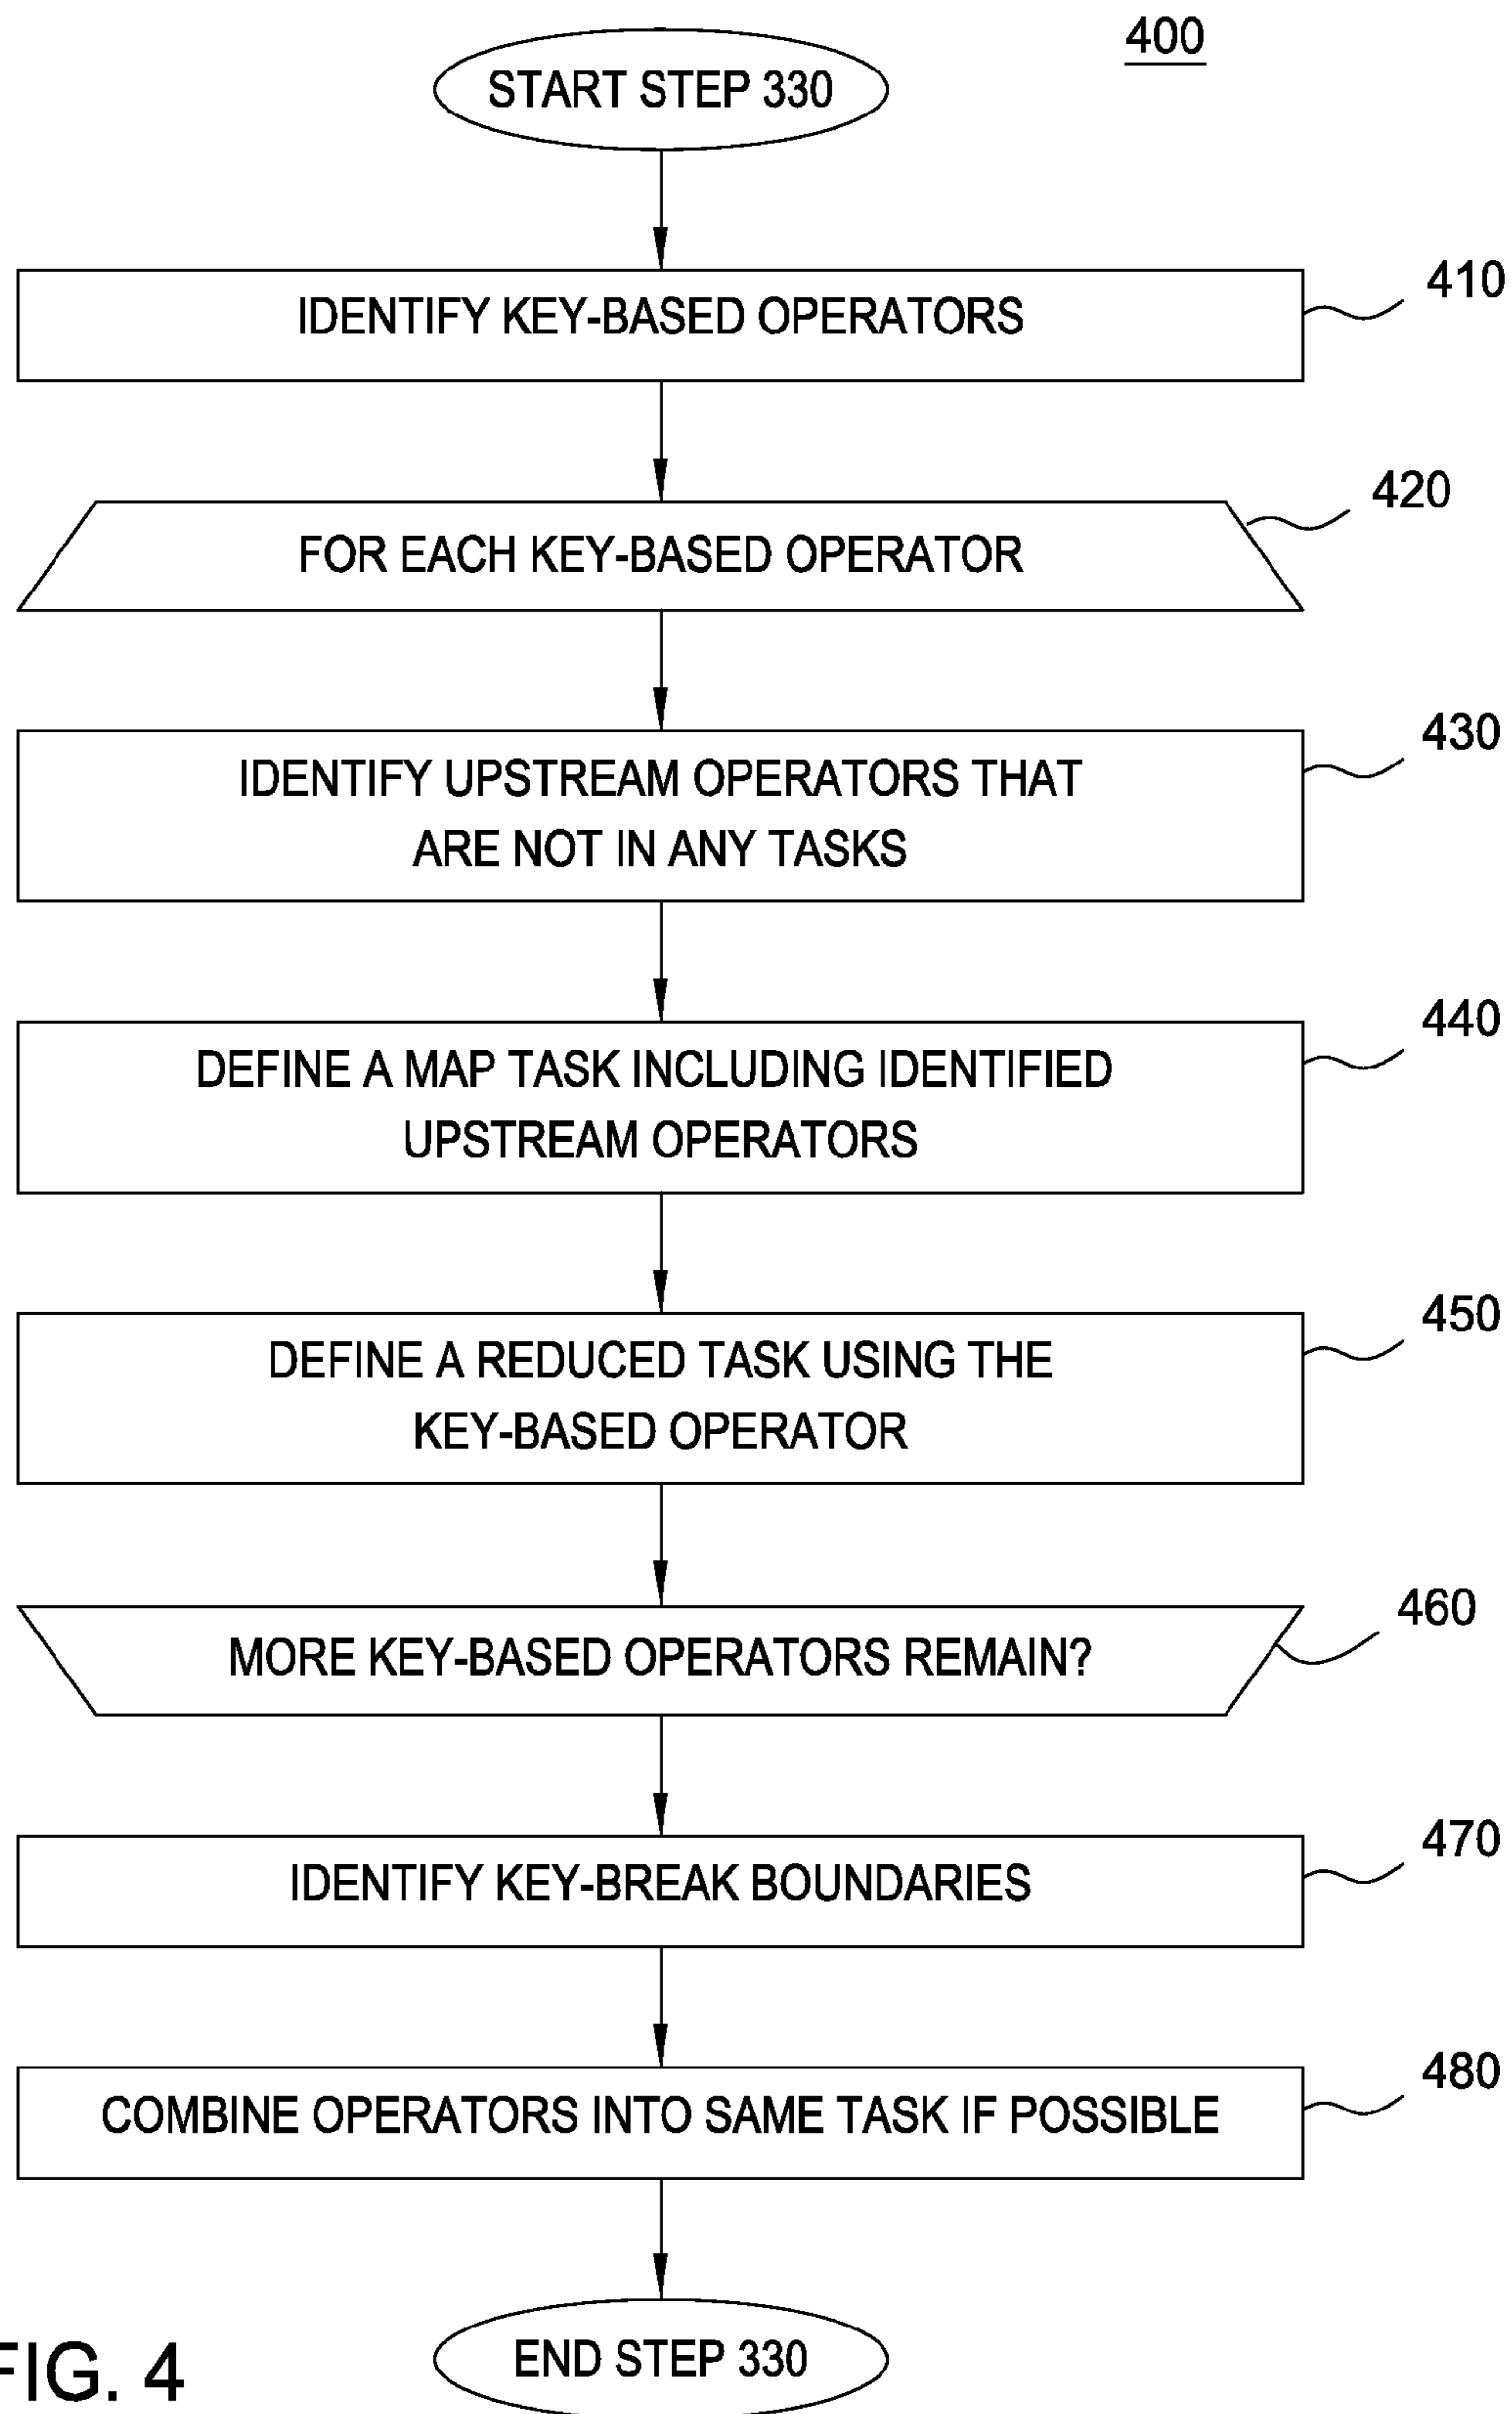 400
START STEP 330
410
IDENTIFY KEY-BASED OPERATORS
420
FOR EACH KEY-BASED OPERATOR
430
IDENTIFY UPSTREAM OPERATORS THAT
ARE NOT IN ANY TASKS
440
DEFINE A MAP TASK INCLUDING IDENTIFIED
UPSTREAM OPERATORS
450
DEFINE A REDUCED TASK USING THE
KEY-BASED OPERATOR
460
MORE KEY-BASED OPERATORS REMAIN?
470
IDENTIFY KEY-BREAK BOUNDARIES
480
COMBINE OPERATORS INTO SAME TASK IF POSSIBLE
END STEP 330
FIG. 4